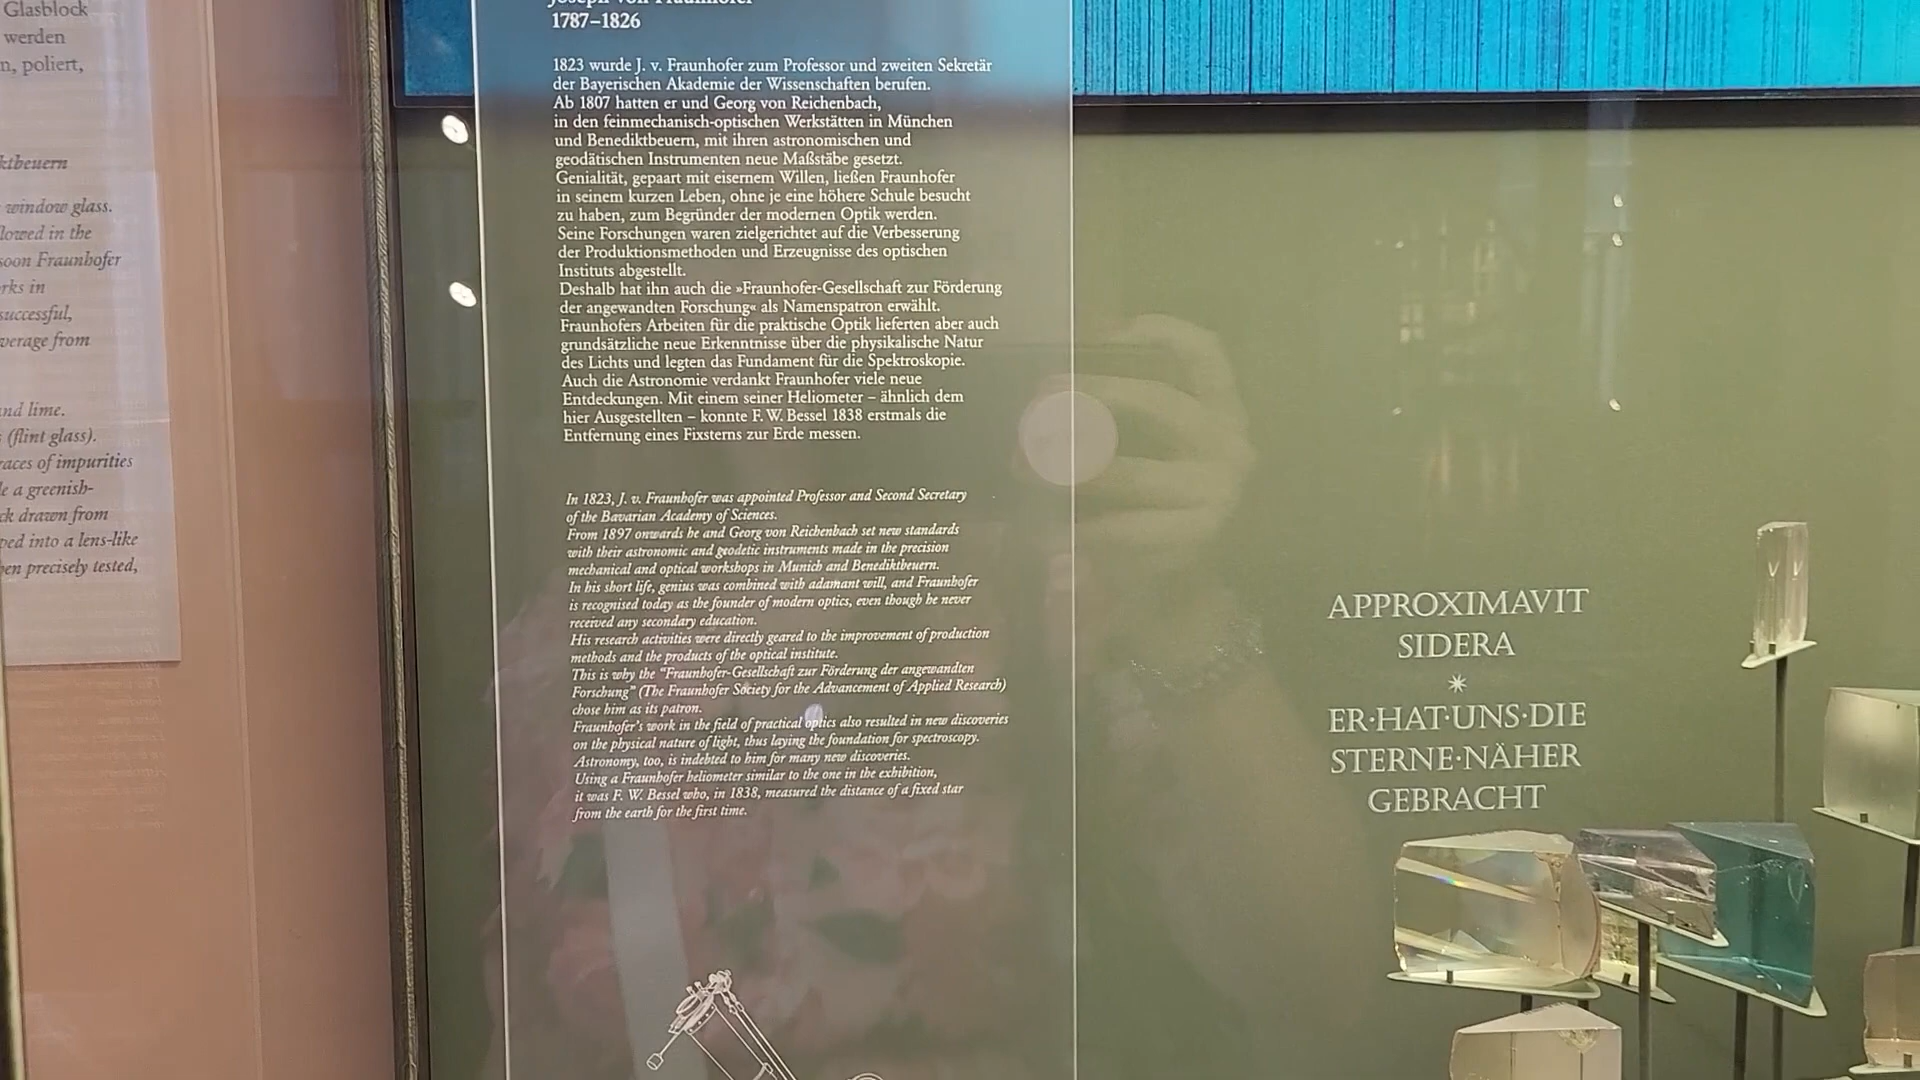 Glasblock
werden
n, poliert,
ktbeuern
window glass.
lowed in the
soon Fraunhofer
rks in
successful,
verage from
nd lime.
(flint glass).
races of impurities
le a greenish-
ck drawn from
ped into a lens-like
en precisely tested,
Joseph von Fraunhofer
1787–1826
1823 wurde J. v. Fraunhofer zum Professor und zweiten Sekretär
der Bayerischen Akademie der Wissenschaften berufen.
Ab 1807 hatten er und Georg von Reichenbach,
in den feinmechanisch-optischen Werkstätten in München
und Benediktbeuern, mit ihren astronomischen und
geodätischen Instrumenten neue Maßstäbe gesetzt.
Genialität, gepaart mit eisernem Willen, ließen Fraunhofer
in seinem kurzen Leben, ohne je eine höhere Schule besucht
zu haben, zum Begründer der modernen Optik werden.
Seine Forschungen waren zielgerichtet auf die Verbesserung
der Produktionsmethoden und Erzeugnisse des optischen
Instituts abgestellt.
Deshalb hat ihn auch die »Fraunhofer-Gesellschaft zur Förderung
der angewandten Forschung« als Namenspatron erwählt.
Fraunhofers Arbeiten für die praktische Optik lieferten aber auch
grundsätzliche neue Erkenntnisse über die physikalische Natur
des Lichts und legten das Fundament für die Spektroskopie.
Auch die Astronomie verdankt Fraunhofer viele neue
Entdeckungen. Mit einem seiner Heliometer – ähnlich dem
hier Ausgestellten – konnte F. W. Bessel 1838 erstmals die
Entfernung eines Fixsterns zur Erde messen.
In 1823, J. v. Fraunhofer was appointed Professor and Second Secretary
of the Bavarian Academy of Sciences.
From 1897 onwards he and Georg von Reichenbach set new standards
with their astronomic and geodetic instruments made in the precision
mechanical and optical workshops in Munich and Benediktbeuern.
In his short life, genius was combined with adamant will, and Fraunhofer
is recognised today as the founder of modern optics, even though he never
received any secondary education.
His research activities were directly geared to the improvement of production
methods and the products of the optical institute.
This is why the "Fraunhofer-Gesellschaft zur Förderung der angewandten
Forschung" (The Fraunhofer Society for the Advancement of Applied Research)
chose him as its patron.
Fraunhofer's work in the field of practical optics also resulted in new discoveries
on the physical nature of light, thus laying the foundation for spectroscopy.
Astronomy, too, is indebted to him for many new discoveries.
Using a Fraunhofer heliometer similar to the one in the exhibition,
it was F. W. Bessel who, in 1838, measured the distance of a fixed star
from the earth for the first time.
APPROXIMAVIT
SIDERA
*
ER·HAT·UNS·DIE
STERNE·NÄHER
GEBRACHT